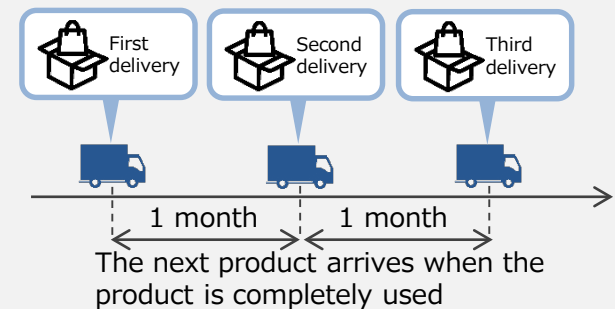 First
delivery
Second
delivery
Third
delivery
1 month
1 month
The next product arrives when the
product is completely used